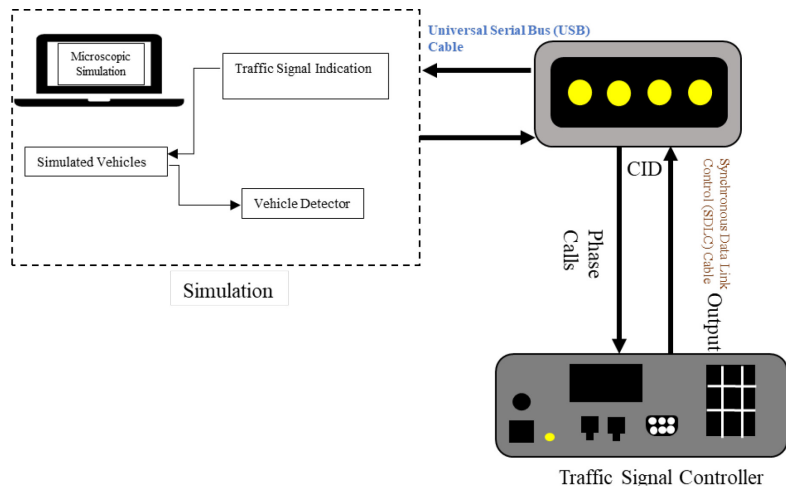 Microscopic
Simulation
Traffic Signal Indication
Simulated Vehicles
Vehicle Detector
Simulation
Universal Serial Bus (USB)
Cable
CID
Phase
Calls
Synchronous Data Link
Control (SDLC) Cable
Output
Traffic Signal Controller